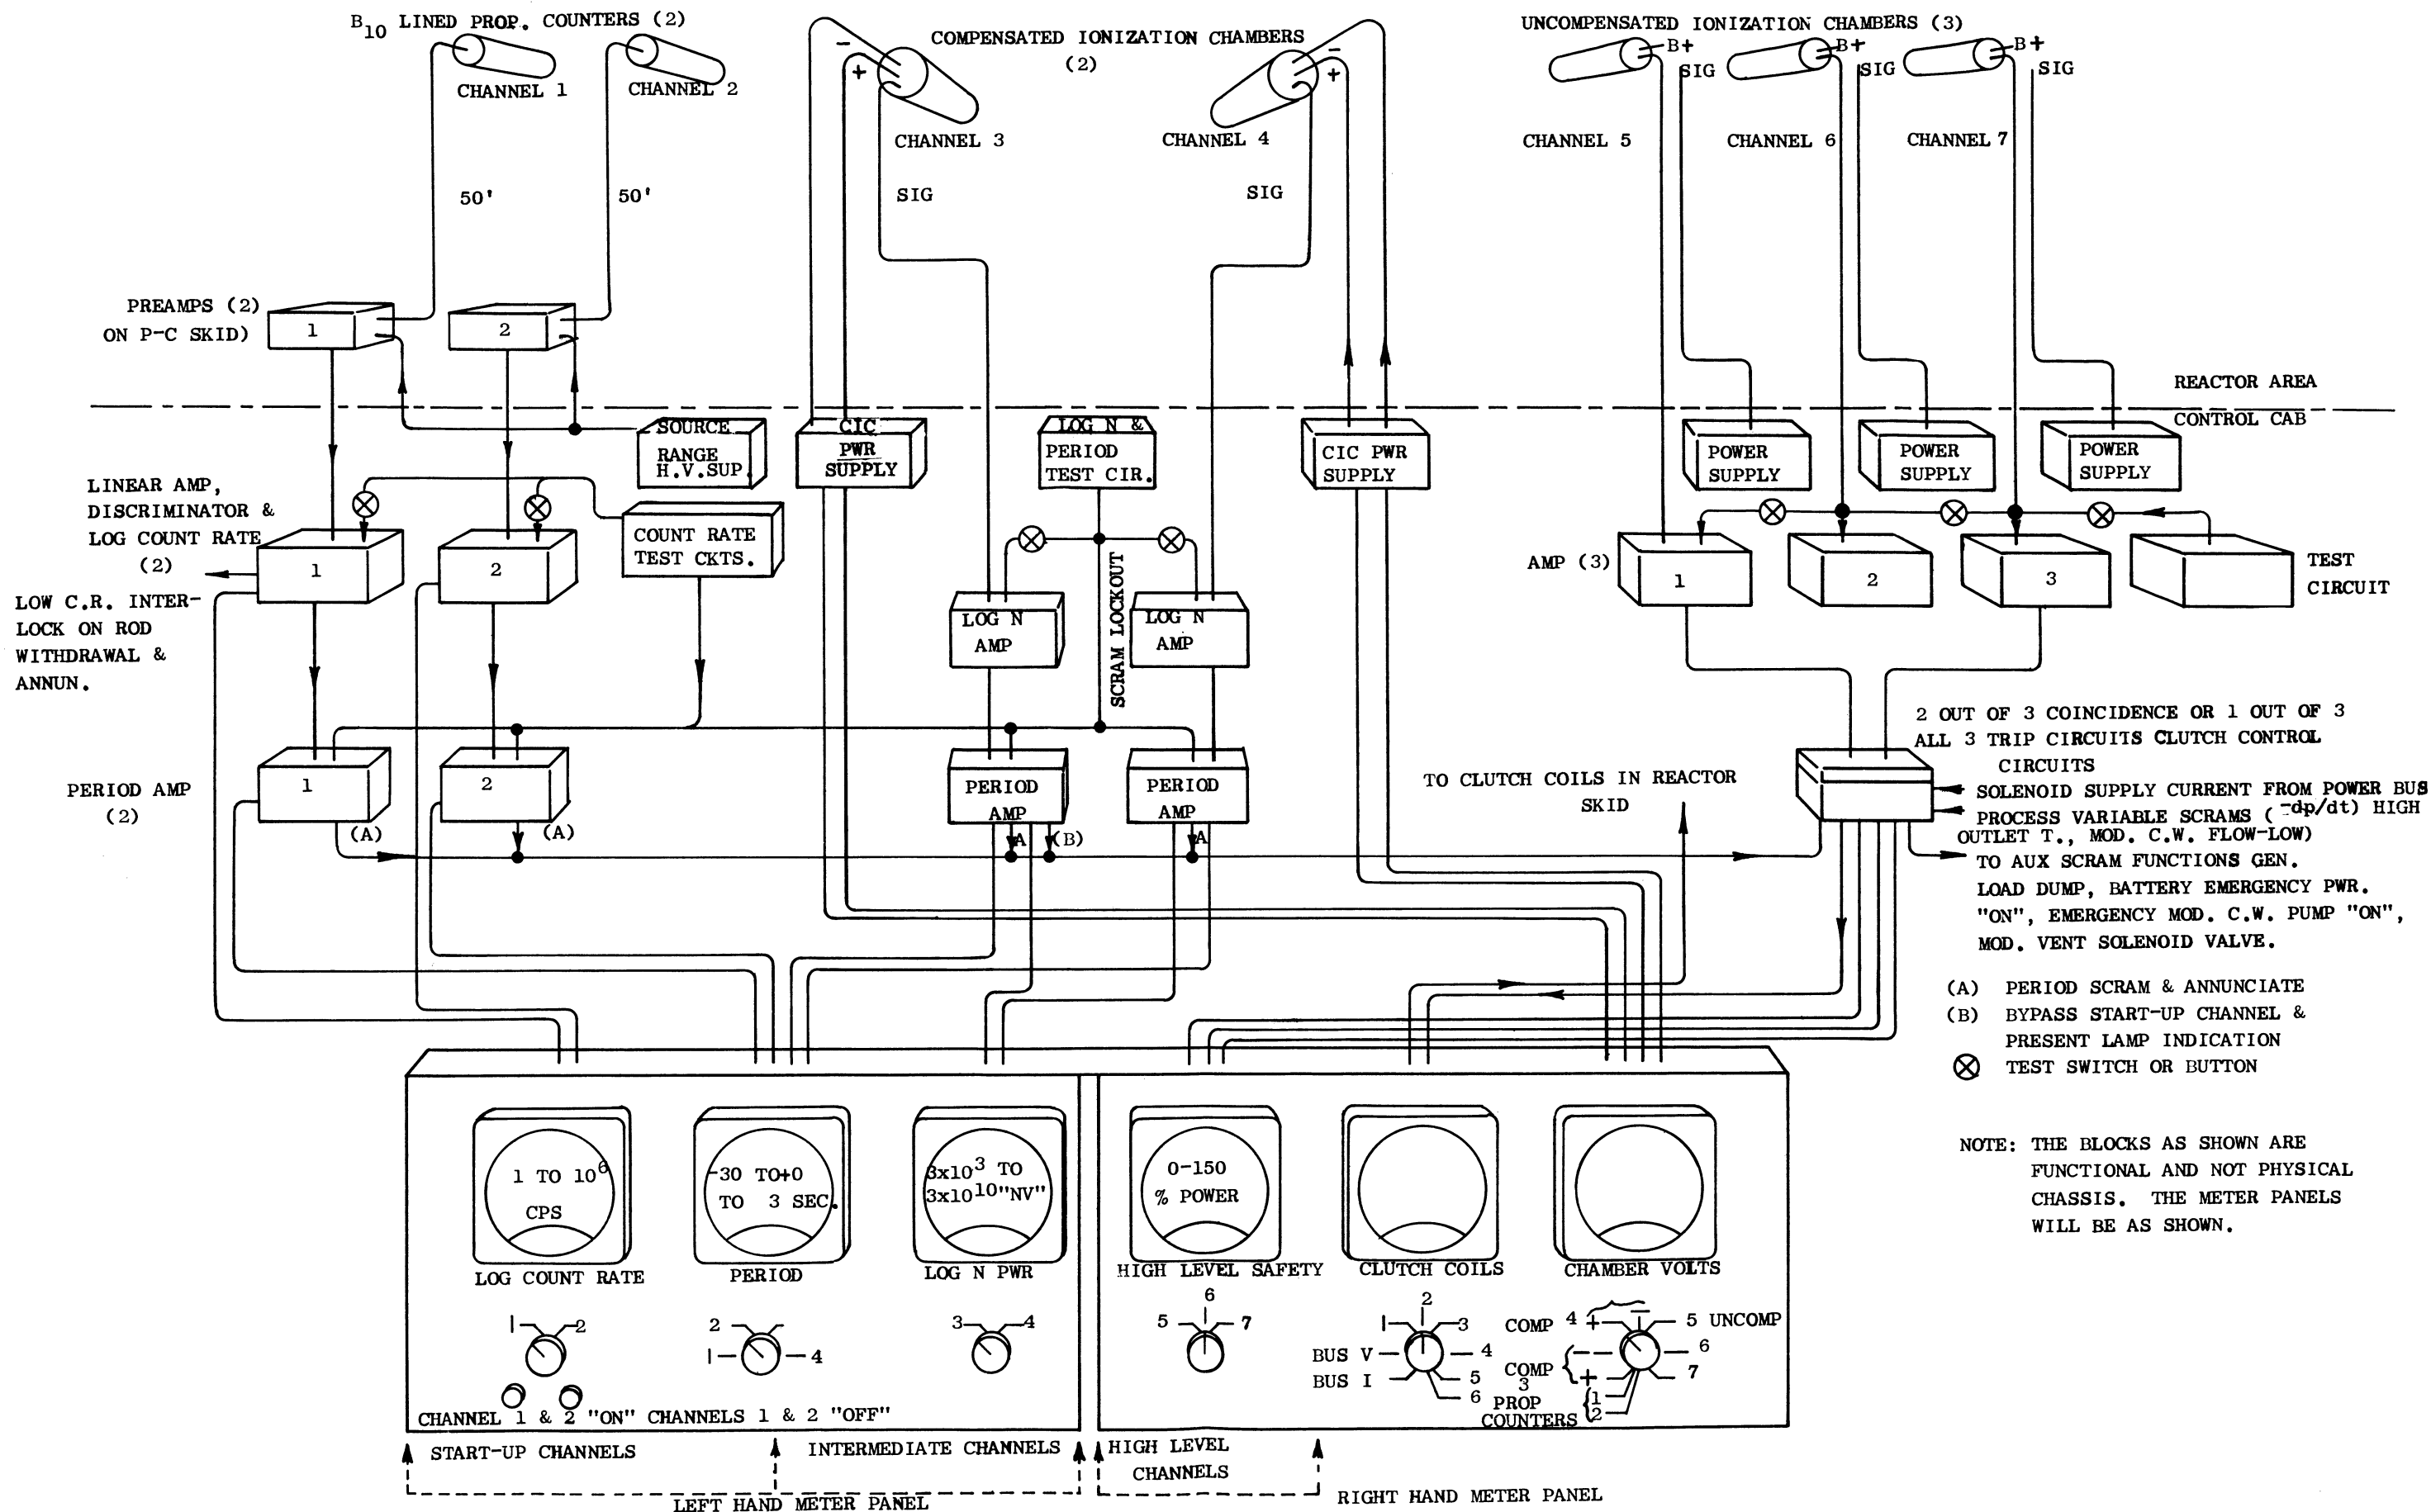 B10 LINED PROP. COUNTERS (2)
CHANNEL 1
CHANNEL 2
50'
50'
COMPENSATED IONIZATION CHAMBERS
(2)
-
+
-
+
CHANNEL 3
CHANNEL 4
SIG
SIG
UNCOMPENSATED IONIZATION CHAMBERS (3)
B+
SIG
B+
SIG
B+
SIG
CHANNEL 5
CHANNEL 6
CHANNEL 7
PREAMPS (2)
ON P-C SKID)
1
2
REACTOR AREA
CONTROL CAB
SOURCE
RANGE
H.V.SUP.
CIC
PWR
SUPPLY
LOG N &
PERIOD
TEST CIR.
CIC PWR
SUPPLY
POWER
SUPPLY
POWER
SUPPLY
POWER
SUPPLY
LINEAR AMP,
DISCRIMINATOR &
LOG COUNT RATE
(2)
1
2
COUNT RATE
TEST CKTS.
LOW C.R. INTER-
LOCK ON ROD
WITHDRAWAL &
ANNUN.
LOG N
AMP
SCRAM LOCKOUT
LOG N
AMP
AMP (3)
1
2
3
TEST
CIRCUIT
PERIOD AMP
(2)
1
(A)
2
(A)
PERIOD
AMP
A
(B)
PERIOD
AMP
A
TO CLUTCH COILS IN REACTOR
SKID
2 OUT OF 3 COINCIDENCE OR 1 OUT OF 3
ALL 3 TRIP CIRCUITS CLUTCH CONTROL
CIRCUITS
SOLENOID SUPPLY CURRENT FROM POWER BUS
PROCESS VARIABLE SCRAMS (-dp/dt) HIGH
OUTLET T., MOD. C.W. FLOW-LOW)
TO AUX SCRAM FUNCTIONS GEN.
LOAD DUMP, BATTERY EMERGENCY PWR.
"ON", EMERGENCY MOD. C.W. PUMP "ON",
MOD. VENT SOLENOID VALVE.
(A) PERIOD SCRAM & ANNUNCIATE
(B) BYPASS START-UP CHANNEL &
PRESENT LAMP INDICATION
TEST SWITCH OR BUTTON
NOTE: THE BLOCKS AS SHOWN ARE
FUNCTIONAL AND NOT PHYSICAL
CHASSIS. THE METER PANELS
WILL BE AS SHOWN.
1 TO 10^6
CPS
LOG COUNT RATE
-30 TO+0
TO 3 SEC.
PERIOD
3x10^3 TO
3x10^10"NV"
LOG N PWR
0-150
% POWER
HIGH LEVEL SAFETY
CLUTCH COILS
CHAMBER VOLTS
1
2
2
1
4
3
4
5
6
7
BUS I
BUS V
1
2
3
4
5
6
COMP 4 + -
5 UNCOMP
6
7
COMP
3
-
+
PROP
COUNTERS
1
2
CHANNEL 1 & 2 "ON" CHANNELS 1 & 2 "OFF"
START-UP CHANNELS
INTERMEDIATE CHANNELS
HIGH LEVEL
CHANNELS
LEFT HAND METER PANEL
RIGHT HAND METER PANEL